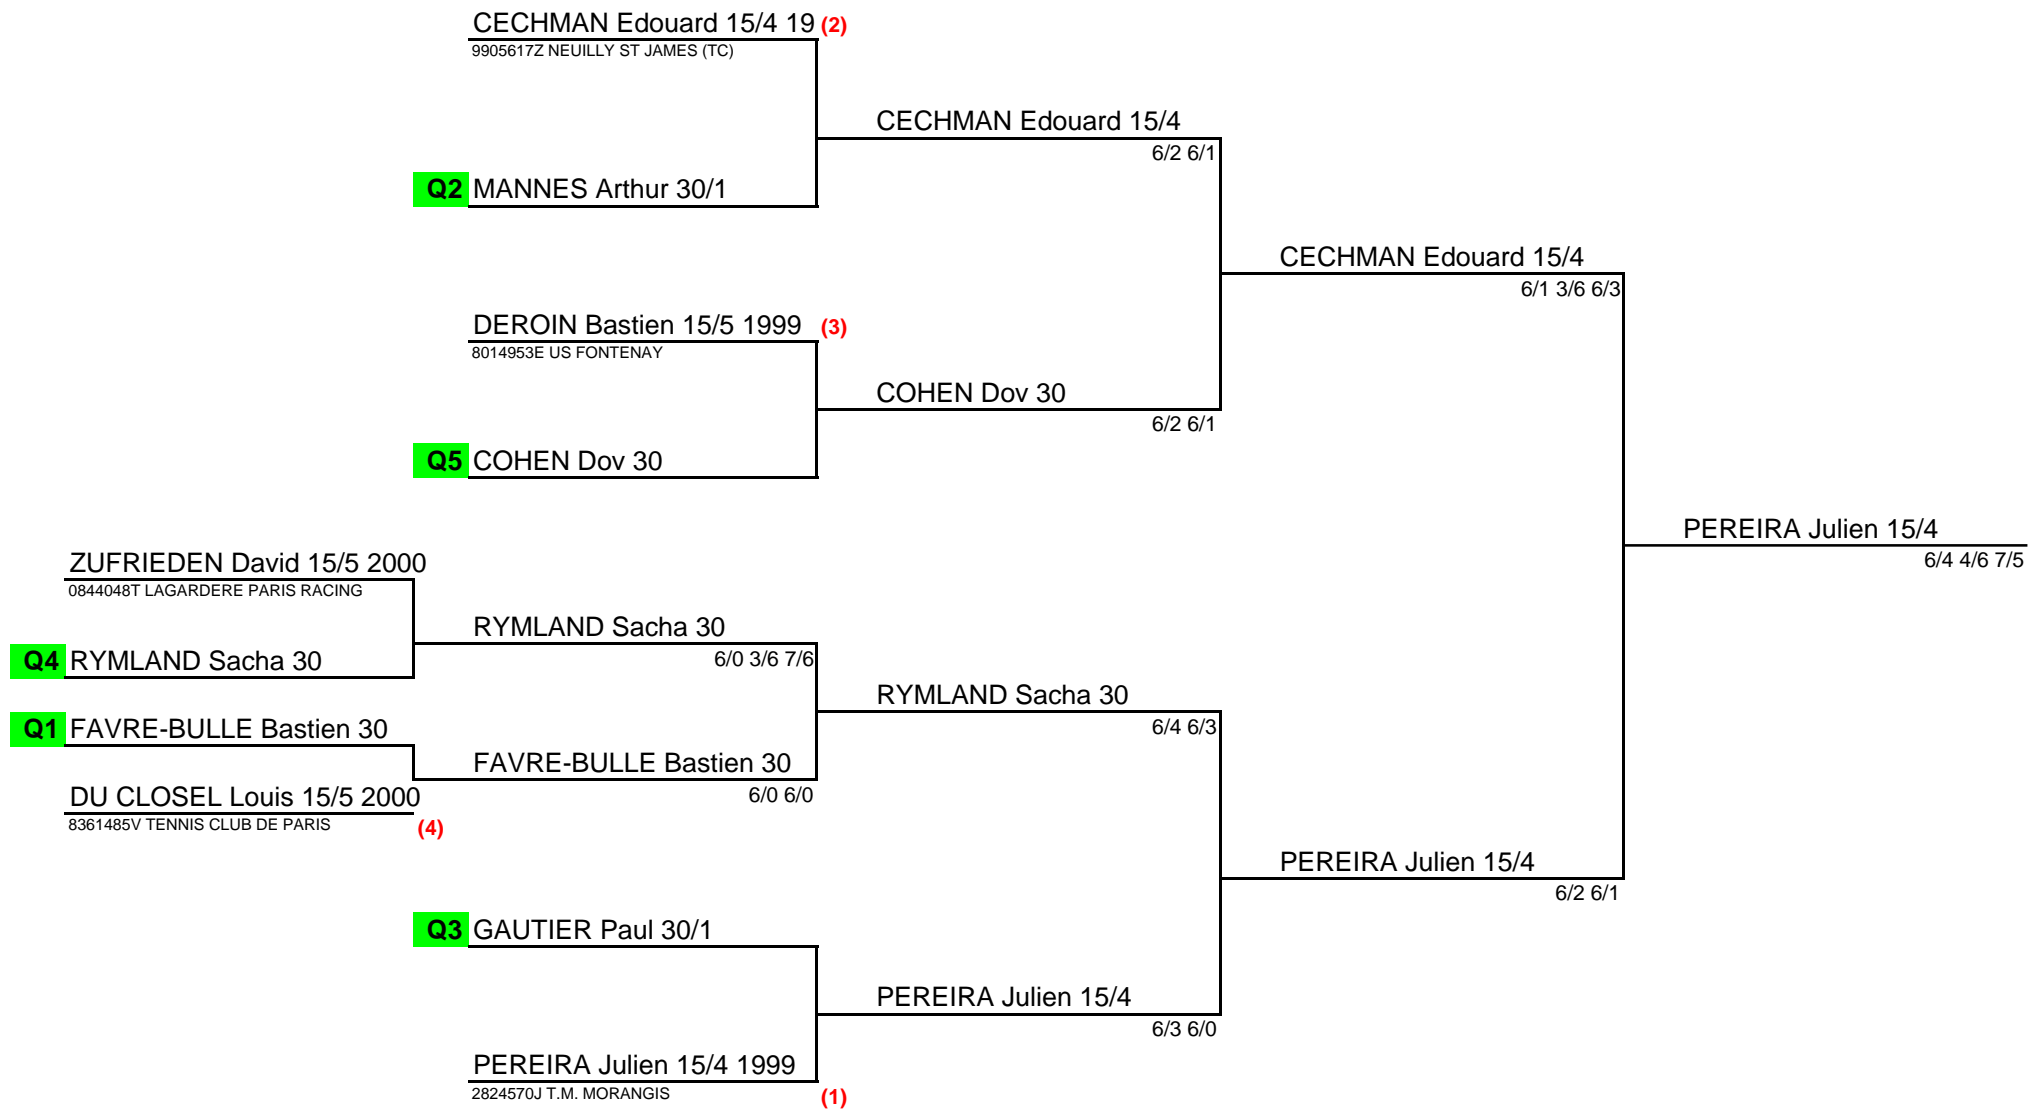 CECHMAN Edouard 15/4 19 (2)
9905617Z NEUILLY ST JAMES (TC)
CECHMAN Edouard 15/4
6/2 6/1
Q2 MANNES Arthur 30/1
CECHMAN Edouard 15/4
6/1 3/6 6/3
DEROIN Bastien 15/5 1999 (3)
8014953E US FONTENAY
COHEN Dov 30
6/2 6/1
Q5 COHEN Dov 30
PEREIRA Julien 15/4
6/4 4/6 7/5
ZUFRIEDEN David 15/5 2000
0844048T LAGARDERE PARIS RACING
RYMLAND Sacha 30
6/0 3/6 7/6
Q4 RYMLAND Sacha 30
RYMLAND Sacha 30
6/4 6/3
Q1 FAVRE-BULLE Bastien 30
FAVRE-BULLE Bastien 30
6/0 6/0
DU CLOSEL Louis 15/5 2000
8361485V TENNIS CLUB DE PARIS (4)
PEREIRA Julien 15/4
6/2 6/1
Q3 GAUTIER Paul 30/1
PEREIRA Julien 15/4
6/3 6/0
PEREIRA Julien 15/4 1999
2824570J T.M. MORANGIS (1)